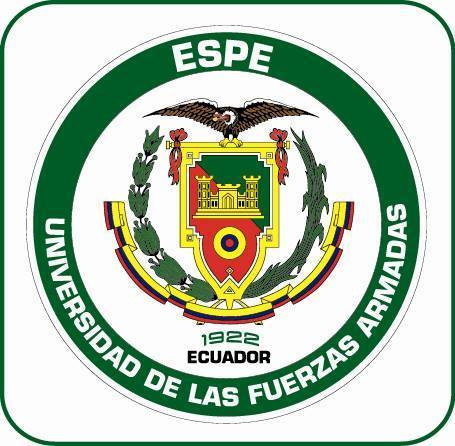 ESPE
1922
ECUADOR
UNIVERSIDAD DE LAS FUERZAS ARMADAS